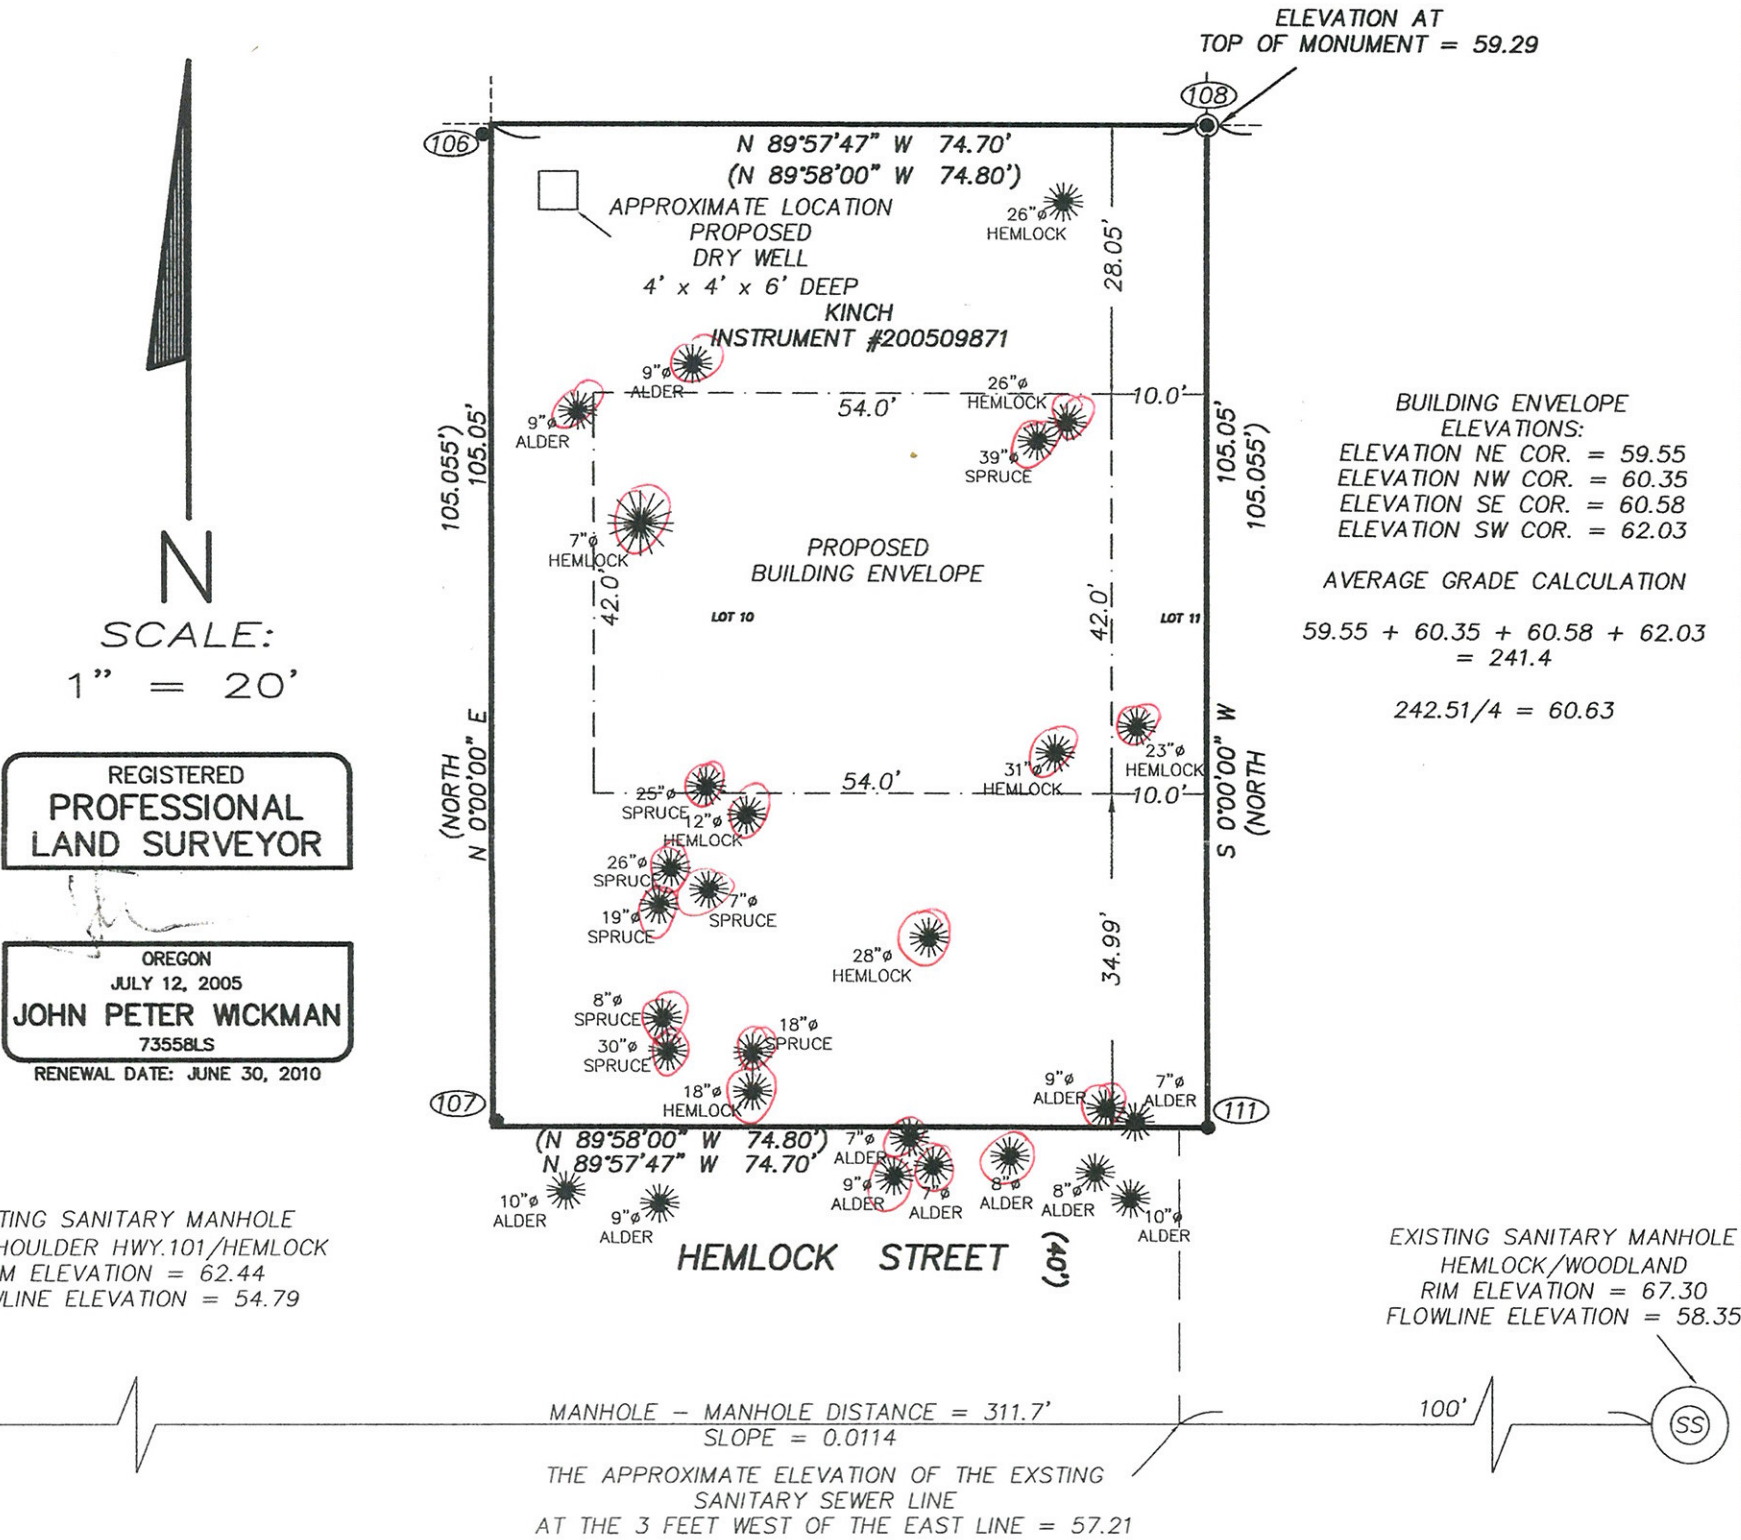 ELEVATION AT
TOP OF MONUMENT = 59.29
108
106
N 89°57'47" W 74.70'
(N 89°58'00" W 74.80')
26"ø
HEMLOCK
APPROXIMATE LOCATION
PROPOSED
DRY WELL
4' x 4' x 6' DEEP
28.05'
KINCH
INSTRUMENT #200509871
9"ø
ALDER
9"ø
ALDER
54.0'
26"ø
HEMLOCK
10.0'
39"ø
SPRUCE
105.055')
105.05'
105.05'
105.055')
7"ø
HEMLOCK
42.0'
PROPOSED
BUILDING ENVELOPE
42.0'
LOT 10
LOT 11
BUILDING ENVELOPE
ELEVATIONS:
ELEVATION NE COR. = 59.55
ELEVATION NW COR. = 60.35
ELEVATION SE COR. = 60.58
ELEVATION SW COR. = 62.03
AVERAGE GRADE CALCULATION
59.55 + 60.35 + 60.58 + 62.03
= 241.4
242.51/4 = 60.63
N
SCALE:
1" = 20'
REGISTERED
PROFESSIONAL
LAND SURVEYOR
OREGON
JULY 12, 2005
JOHN PETER WICKMAN
73558LS
RENEWAL DATE: JUNE 30, 2010
(NORTH
N 0°00'00" E
S 0°00'00" W
(NORTH
23"ø
HEMLOCK
31"ø
HEMLOCK
54.0'
10.0'
25"ø
SPRUCE
12"ø
HEMLOCK
26"ø
SPRUCE
7"ø
SPRUCE
19"ø
SPRUCE
28"ø
HEMLOCK
34.99'
8"ø
SPRUCE
18"ø
SPRUCE
30"ø
SPRUCE
18"ø
HEMLOCK
9"ø
ALDER
7"ø
ALDER
107
111
(N 89°58'00" W 74.80')
N 89°57'47" W 74.70'
7"ø
ALDER
10"ø
ALDER
9"ø
ALDER
9"ø
ALDER
7"ø
ALDER
8"ø
ALDER
8"ø
ALDER
10"ø
ALDER
HEMLOCK STREET (40')
TING SANITARY MANHOLE
HOULDER HWY.101/HEMLOCK
M ELEVATION = 62.44
LINE ELEVATION = 54.79
EXISTING SANITARY MANHOLE
HEMLOCK/WOODLAND
RIM ELEVATION = 67.30
FLOWLINE ELEVATION = 58.35
MANHOLE - MANHOLE DISTANCE = 311.7'
SLOPE = 0.0114
100'
SS
THE APPROXIMATE ELEVATION OF THE EXSTING
SANITARY SEWER LINE
AT THE 3 FEET WEST OF THE EAST LINE = 57.21